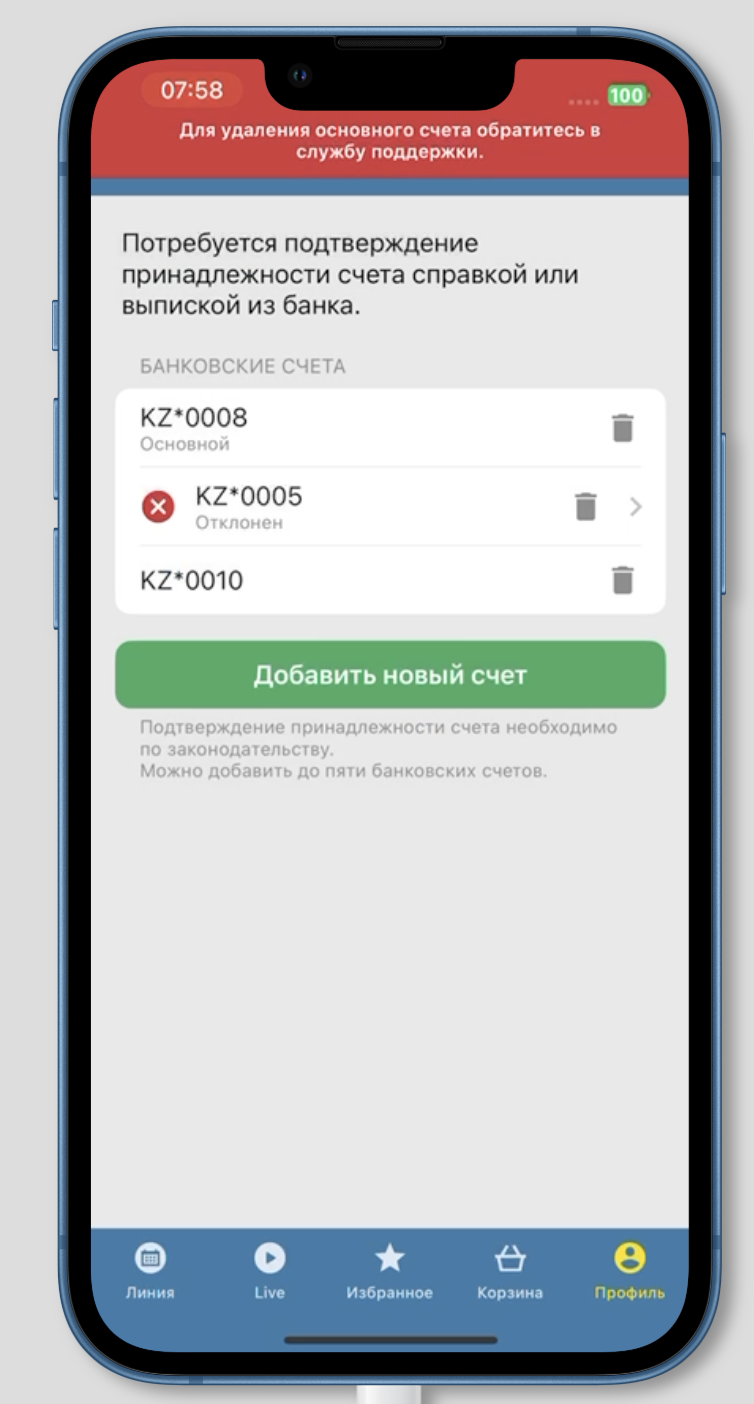 07:58
100
Для удаления основного счета обратитесь в
службу поддержки.
Потребуется подтверждение
принадлежности счета справкой или
выпиской из банка.
БАНКОВСКИЕ СЧЕТА
KZ*0008
Основной
KZ*0005
Отклонен
KZ*0010
Добавить новый счет
Подтверждение принадлежности счета необходимо
по законодательству.
Можно добавить до пяти банковских счетов.
Линия
Live
Избранное
Корзина
Профиль